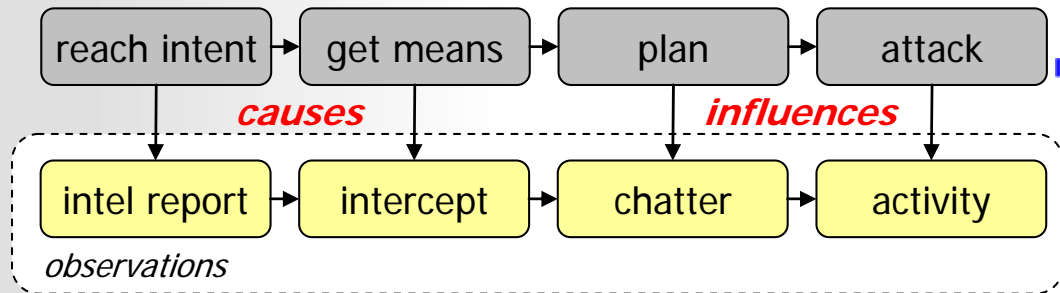 reach intent get means plan attack
causes influences
intel report intercept chatter activity
observations